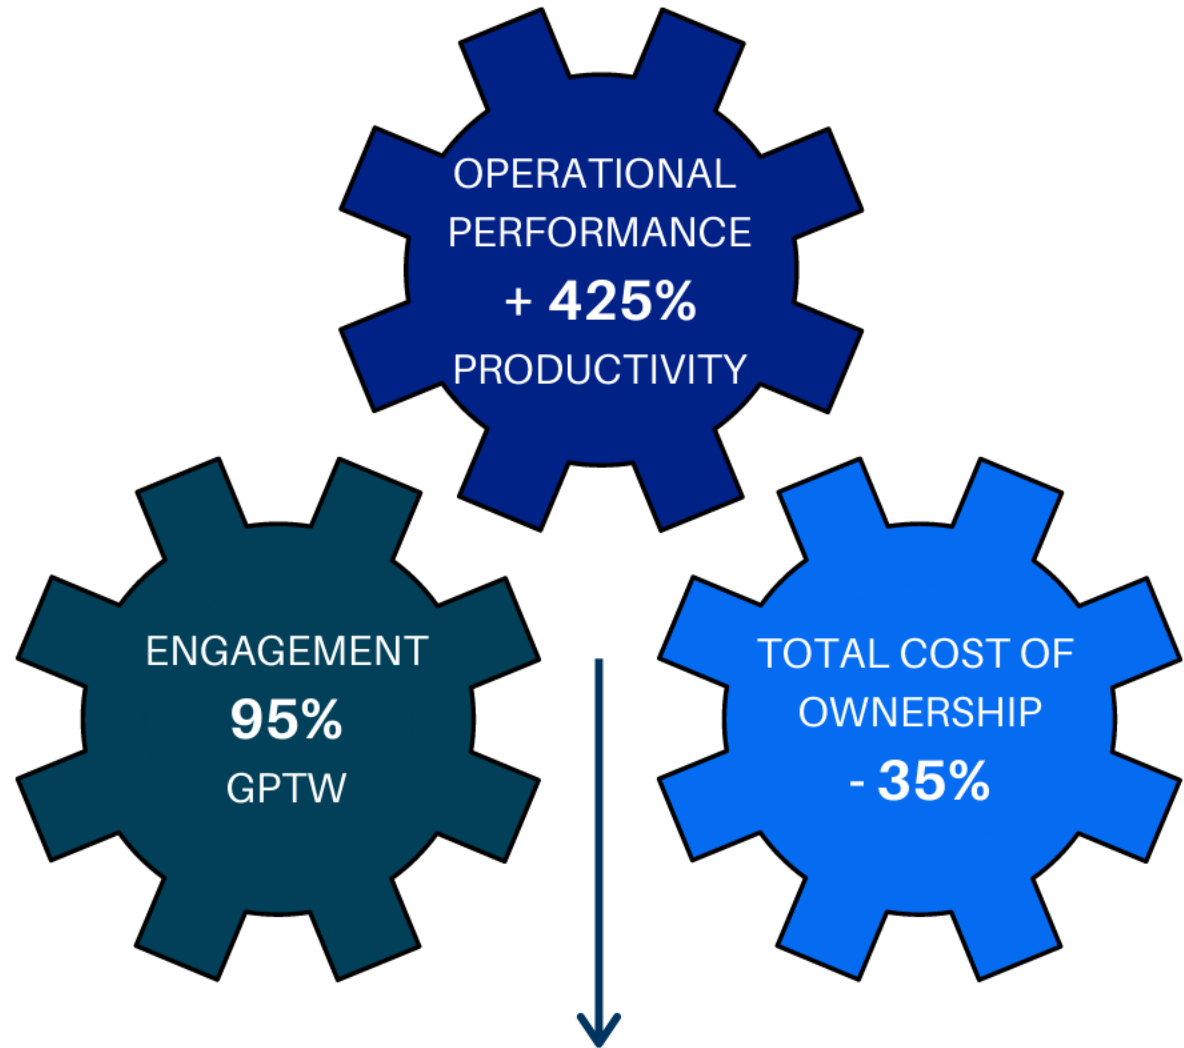 OPERATIONAL
PERFORMANCE
+ 425%
PRODUCTIVITY
ENGAGEMENT
95%
GPTW
TOTAL COST OF
OWNERSHIP
- 35%